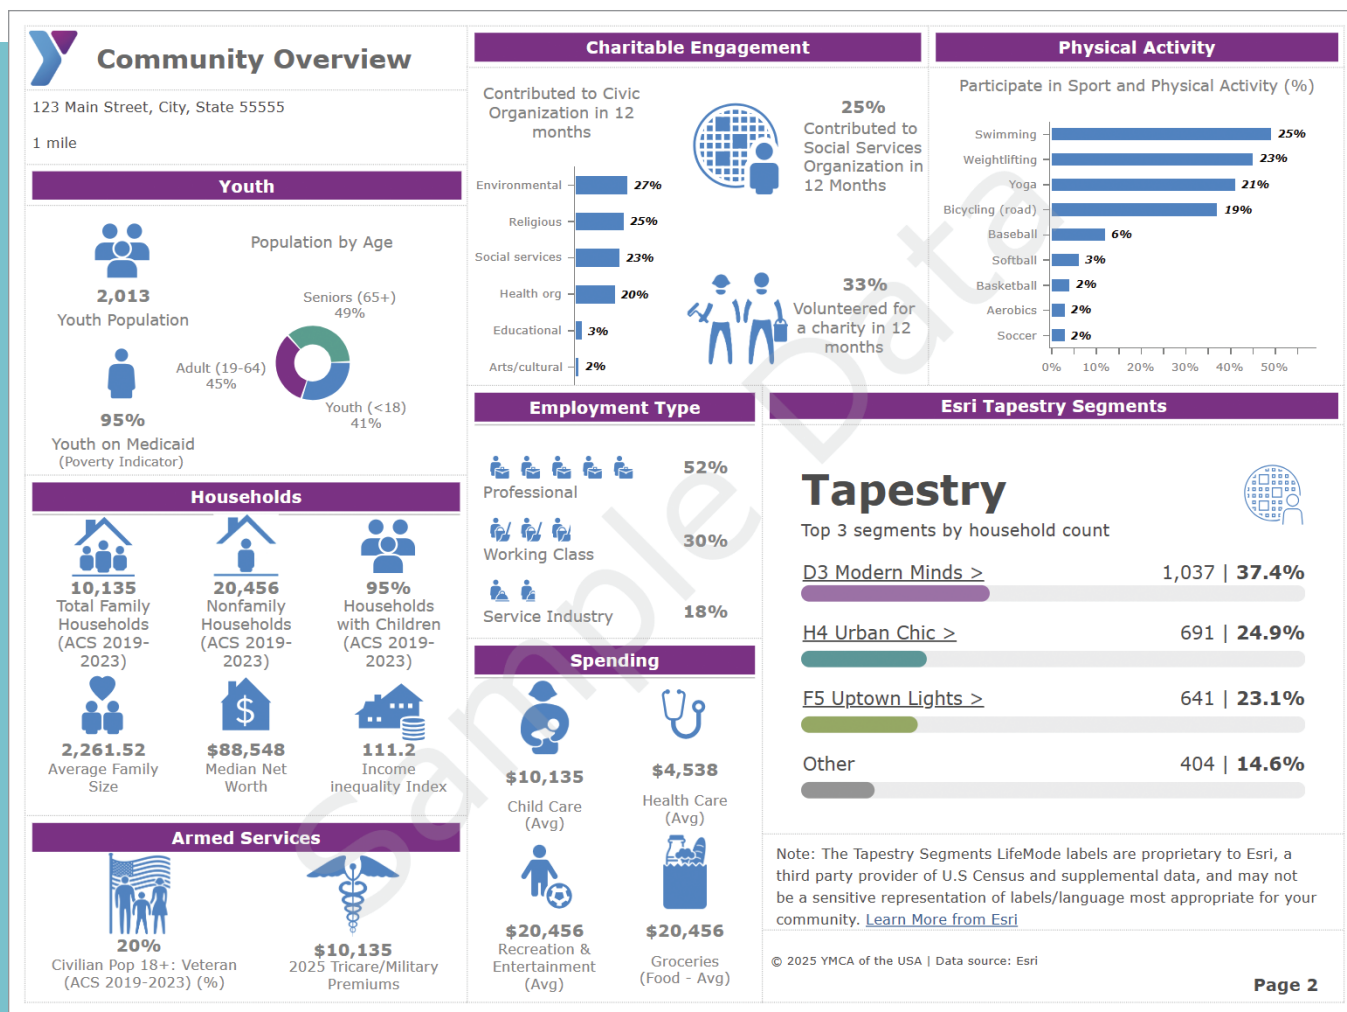 Community Overview
123 Main Street, City, State 55555
1 mile
Youth
2,013
Youth Population
95%
Youth on Medicaid
(Poverty Indicator)
Population by Age
Seniors (65+)
49%
Adult (19-64)
45%
Youth (<18)
41%
Households
10,135
Total Family
Households
(ACS 2019-
2023)
20,456
Nonfamily
Households
(ACS 2019-
2023)
95%
Households
with Children
(ACS 2019-
2023)
2,261.52
Average Family
Size
$88,548
Median Net
Worth
111.2
Income
inequality Index
Armed Services
20%
Civilian Pop 18+: Veteran
(ACS 2019-2023) (%)
$10,135
2025 Tricare/Military
Premiums
Charitable Engagement
Contributed to Civic
Organization in 12
months
Environmental 27%
Religious 25%
Social services 23%
Health org 20%
Educational 3%
Arts/cultural 2%
25%
Contributed to
Social Services
Organization in
12 Months
33%
Volunteered for
a charity in 12
months
Physical Activity
Participate in Sport and Physical Activity (%)
Swimming 25%
Weightlifting 23%
Yoga 21%
Bicycling (road) 19%
Baseball 6%
Softball 3%
Basketball 2%
Aerobics 2%
Soccer 2%
0% 10% 20% 30% 40% 50%
Employment Type
Professional 52%
Working Class 30%
Service Industry 18%
Spending
$10,135
Child Care
(Avg)
$4,538
Health Care
(Avg)
$20,456
Recreation &
Entertainment
(Avg)
$20,456
Groceries
(Food - Avg)
Esri Tapestry Segments
Tapestry
Top 3 segments by household count
D3 Modern Minds > 1,037 | 37.4%
H4 Urban Chic > 691 | 24.9%
F5 Uptown Lights > 641 | 23.1%
Other 404 | 14.6%
Note: The Tapestry Segments LifeMode labels are proprietary to Esri, a
third party provider of U.S Census and supplemental data, and may not
be a sensitive representation of labels/language most appropriate for your
community. Learn More from Esri
© 2025 YMCA of the USA | Data source: Esri
Page 2
Sample Data